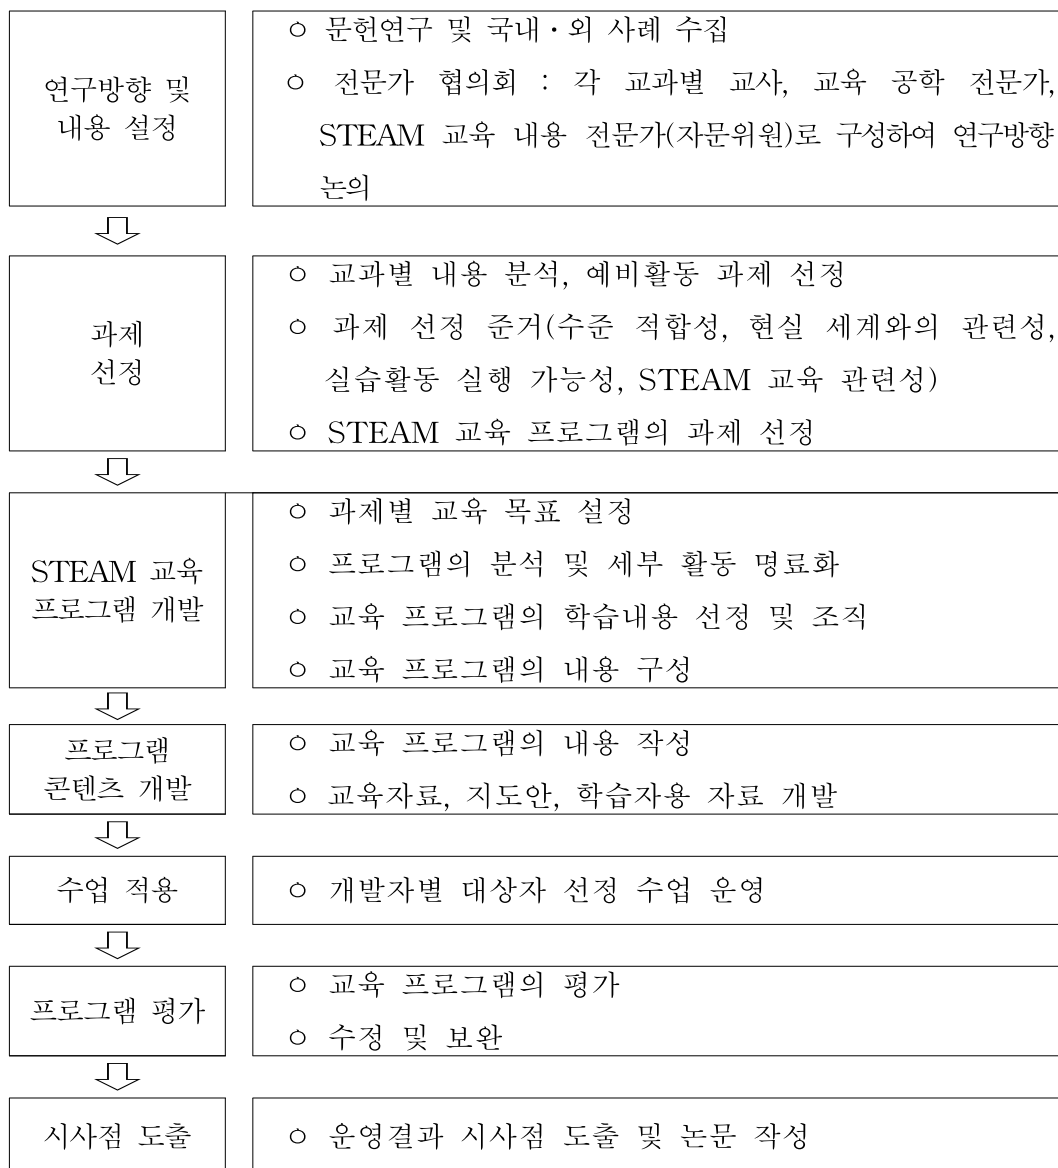 연구방향 및
내용 설정
ㅇ 문헌연구 및 국내·외 사례 수집
ㅇ 전문가 협의회 : 각 교과별 교사, 교육 공학 전문가,
STEAM 교육 내용 전문가(자문위원)로 구성하여 연구방향
논의
과제
선정
ㅇ 교과별 내용 분석, 예비활동 과제 선정
ㅇ 과제 선정 준거(수준 적합성, 현실 세계와의 관련성,
실습활동 실행 가능성, STEAM 교육 관련성)
ㅇ STEAM 교육 프로그램의 과제 선정
STEAM 교육
프로그램 개발
ㅇ 과제별 교육 목표 설정
ㅇ 프로그램의 분석 및 세부 활동 명료화
ㅇ 교육 프로그램의 학습내용 선정 및 조직
ㅇ 교육 프로그램의 내용 구성
프로그램
콘텐츠 개발
ㅇ 교육 프로그램의 내용 작성
ㅇ 교육자료, 지도안, 학습자용 자료 개발
수업 적용
ㅇ 개발자별 대상자 선정 수업 운영
프로그램 평가
ㅇ 교육 프로그램의 평가
ㅇ 수정 및 보완
시사점 도출
ㅇ 운영결과 시사점 도출 및 논문 작성